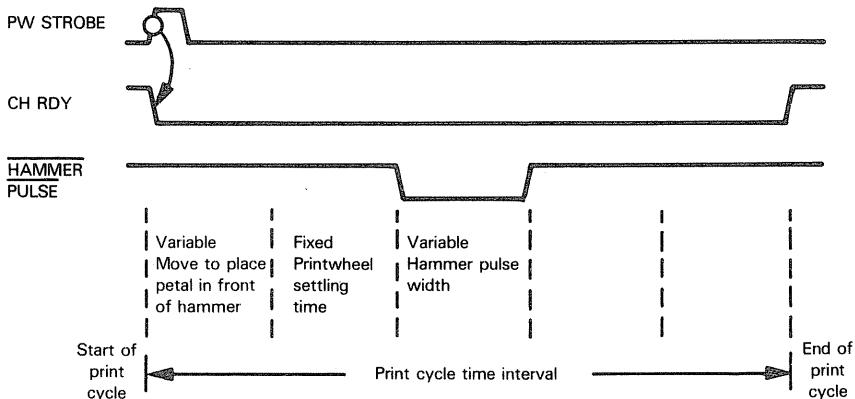 PW STROBE
CH RDY
HAMMER
PULSE
Variable
Move to place
petal in front
of hammer
Fixed
Printwheel
settling
time
Variable
Hammer pulse
width
Start of
print
cycle
Print cycle time interval
End of
print
cycle